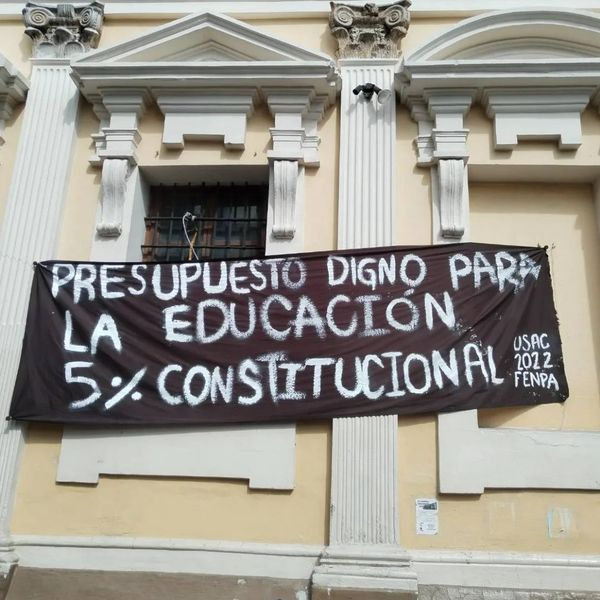 PRESUPUESTO DIGNO PARA
LA EDUCACIÓN
5% CONSTITUCIONAL
USAC
2022
FENPA